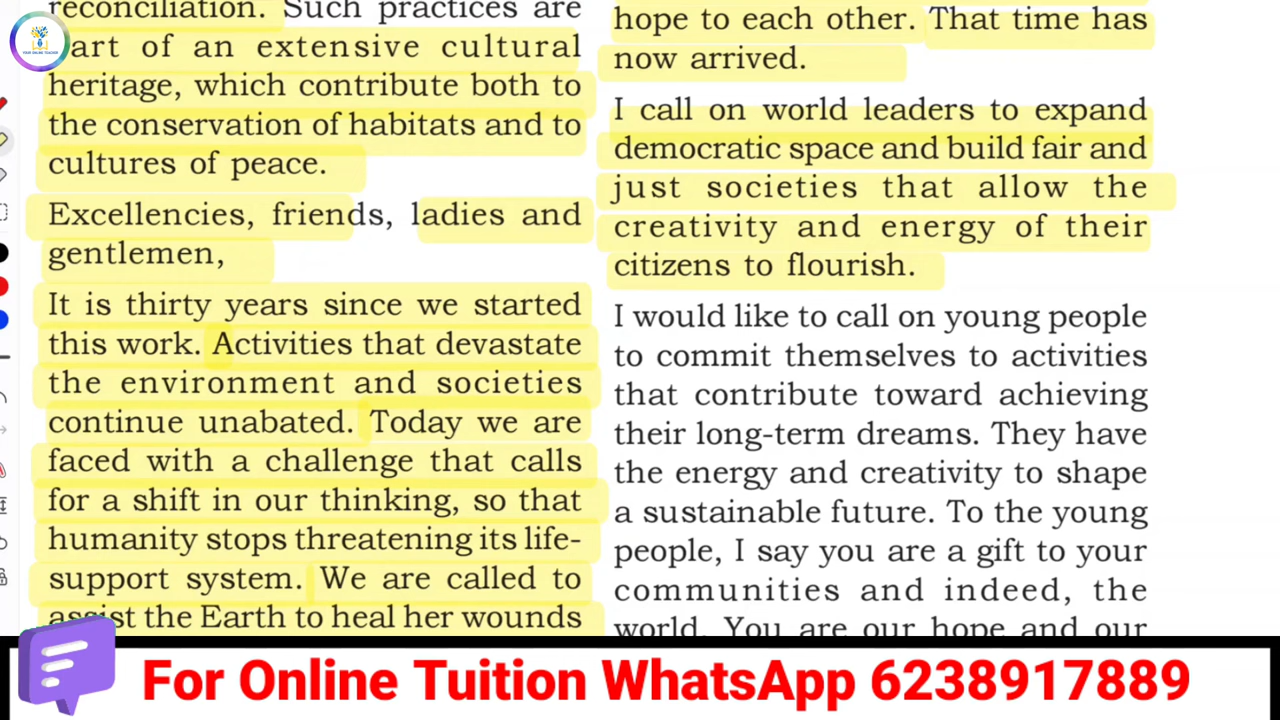 reconciliation. Such practices are
part of an extensive cultural
heritage, which contribute both to
the conservation of habitats and to
cultures of peace.
Excellencies, friends, ladies and
gentlemen,
It is thirty years since we started
this work. Activities that devastate
the environment and societies
continue unabated. Today we are
faced with a challenge that calls
for a shift in our thinking, so that
humanity stops threatening its life-
support system. We are called to
assist the Earth to heal her wounds
hope to each other. That time has
now arrived.
I call on world leaders to expand
democratic space and build fair and
just societies that allow the
creativity and energy of their
citizens to flourish.
I would like to call on young people
to commit themselves to activities
that contribute toward achieving
their long-term dreams. They have
the energy and creativity to shape
a sustainable future. To the young
people, I say you are a gift to your
communities and indeed, the
world. You are our hope and our
For Online Tuition WhatsApp 6238917889